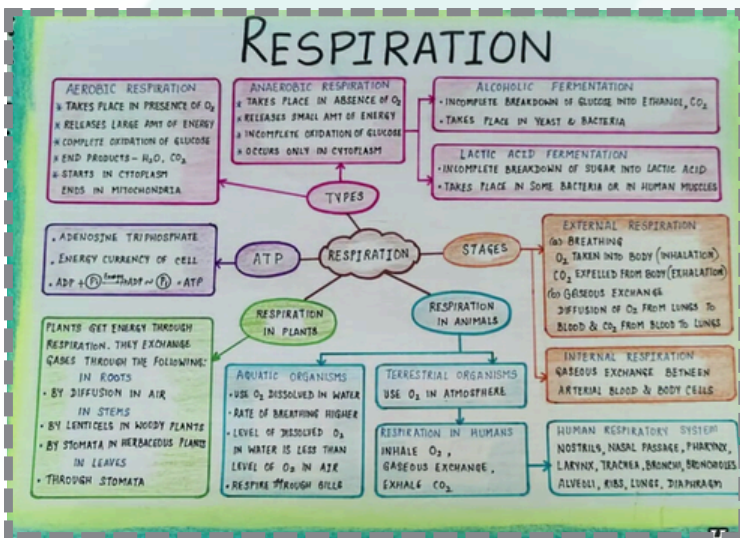 RESPIRATION
AEROBIC RESPIRATION
* TAKES PLACE IN PRESENCE OF O₂
* RELEASES LARGE AMT OF ENERGY
* COMPLETE OXIDATION OF GLUCOSE
* END PRODUCTS - H₂O, CO₂
* STARTS IN CYTOPLASM
ENDS IN MITOCHONDRIA
ANAEROBIC RESPIRATION
* TAKES PLACE IN ABSENCE OF O₂
* RELEASES SMALL AMT OF ENERGY
* INCOMPLETE OXIDATION OF GLUCOSE
* OCCURS ONLY IN CYTOPLASM
ALCOHOLIC FERMENTATION
• INCOMPLETE BREAKDOWN OF GLUCOSE INTO ETHANOL, CO₂
• TAKES PLACE IN YEAST & BACTERIA
LACTIC ACID FERMENTATION
• INCOMPLETE BREAKDOWN OF SUGAR INTO LACTIC ACID
• TAKES PLACE IN SOME BACTERIA OR IN HUMAN MUSCLES
TYPES
• ADENOSINE TRIPHOSPHATE
• ENERGY CURRENCY OF CELL
• ADP + Pi Energy → ADP ~ Pi = ATP
ATP
RESPIRATION
STAGES
EXTERNAL RESPIRATION
(a) BREATHING
O₂ TAKEN INTO BODY (INHALATION)
CO₂ EXPELLED FROM BODY (EXHALATION)
(b) GASEOUS EXCHANGE
DIFFUSION OF O₂ FROM LUNGS TO
BLOOD & CO₂ FROM BLOOD TO LUNGS
INTERNAL RESPIRATION
GASEOUS EXCHANGE BETWEEN
ARTERIAL BLOOD & BODY CELLS
RESPIRATION
IN PLANTS
RESPIRATION
IN ANIMALS
PLANTS GET ENERGY THROUGH
RESPIRATION. THEY EXCHANGE
GASES THROUGH THE FOLLOWING:
IN ROOTS
• BY DIFFUSION IN AIR
IN STEMS
• BY LENTICELS IN WOODY PLANTS
• BY STOMATA IN HERBACEOUS PLANTS
IN LEAVES
• THROUGH STOMATA
AQUATIC ORGANISMS
• USE O₂ DISSOLVED IN WATER
• RATE OF BREATHING HIGHER
• LEVEL OF DISSOLVED O₂
IN WATER IS LESS THAN
LEVEL OF O₂ IN AIR
• RESPIRE THROUGH GILLS
TERRESTRIAL ORGANISMS
USE O₂ IN ATMOSPHERE
RESPIRATION IN HUMANS
INHALE O₂,
GASEOUS EXCHANGE,
EXHALE CO₂
HUMAN RESPIRATORY SYSTEM
NOSTRILS, NASAL PASSAGE, PHARYNX,
LARYNX, TRACHEA, BRONCHI, BRONCHIOLES
ALVEOLI, RIBS, LUNGS, DIAPHRAGM